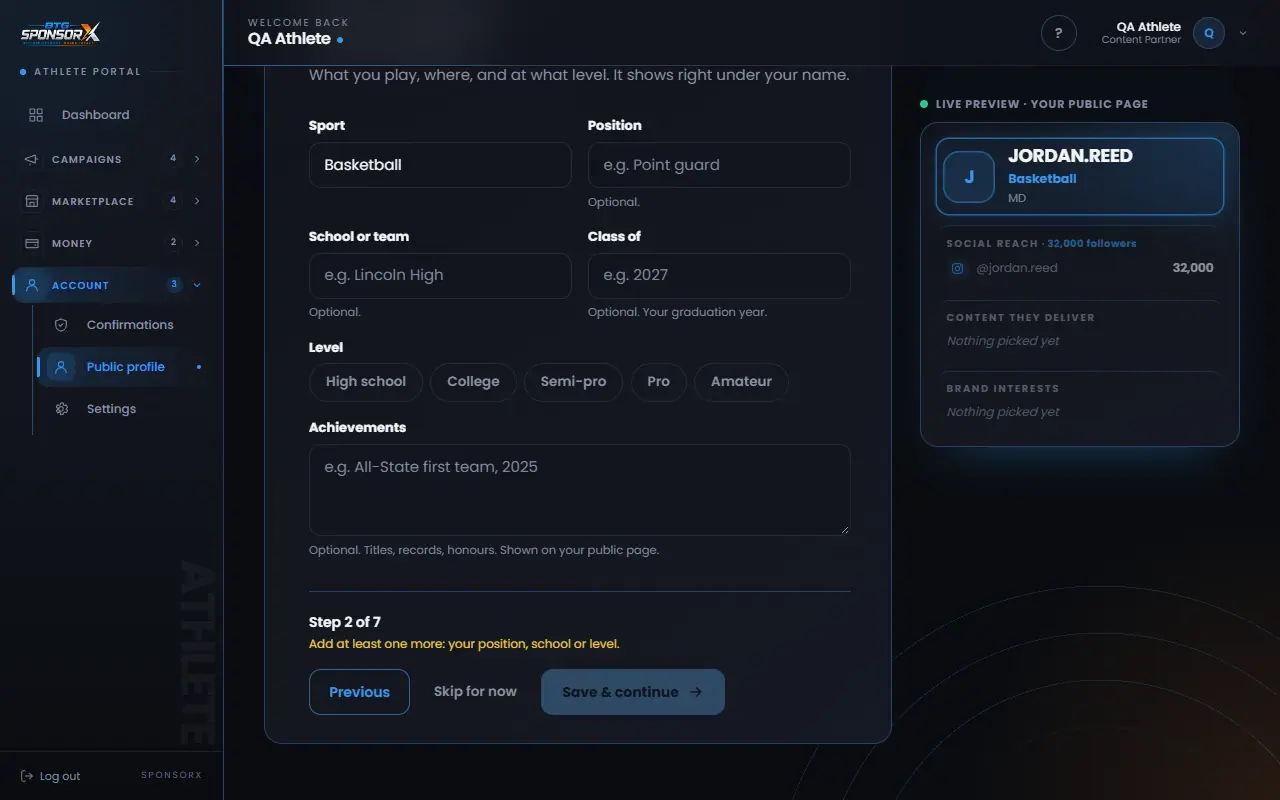 BTG
SPONSORX
WELCOME BACK
QA Athlete
?
QA Athlete
Content Partner
Q
ATHLETE PORTAL
Dashboard
CAMPAIGNS 4
MARKETPLACE 4
MONEY 2
ACCOUNT 3
Confirmations
Public profile
Settings
ATHLETE
Log out
SPONSORX
What you play, where, and at what level. It shows right under your name.
Sport
Basketball
Position
e.g. Point guard
Optional.
School or team
e.g. Lincoln High
Optional.
Class of
e.g. 2027
Optional. Your graduation year.
Level
High school College Semi-pro Pro Amateur
Achievements
e.g. All-State first team, 2025
Optional. Titles, records, honours. Shown on your public page.
Step 2 of 7
Add at least one more: your position, school or level.
Previous Skip for now Save & continue →
LIVE PREVIEW · YOUR PUBLIC PAGE
J
JORDAN.REED
Basketball
MD
SOCIAL REACH · 32,000 followers
@jordan.reed 32,000
CONTENT THEY DELIVER
Nothing picked yet
BRAND INTERESTS
Nothing picked yet